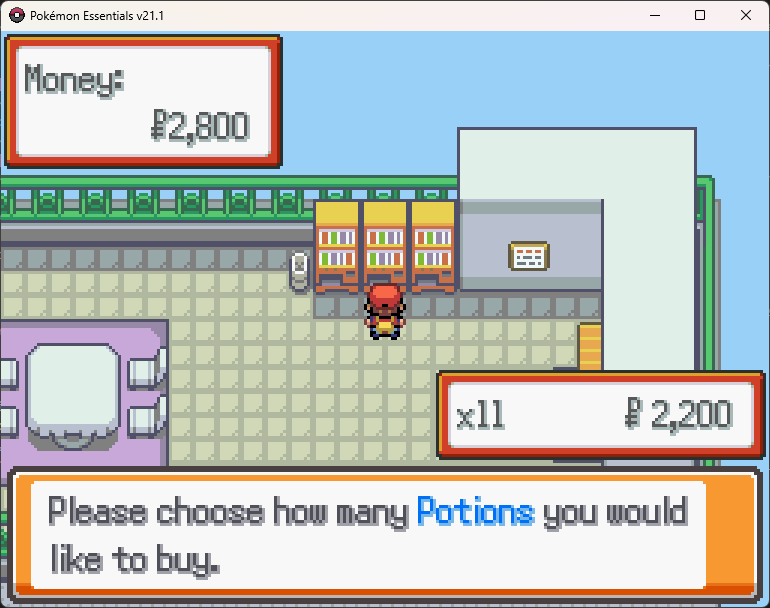 Pokémon Essentials v21.1
Money:
₽2,800
x11 ₽ 2,200
Please choose how many Potions you would
like to buy.